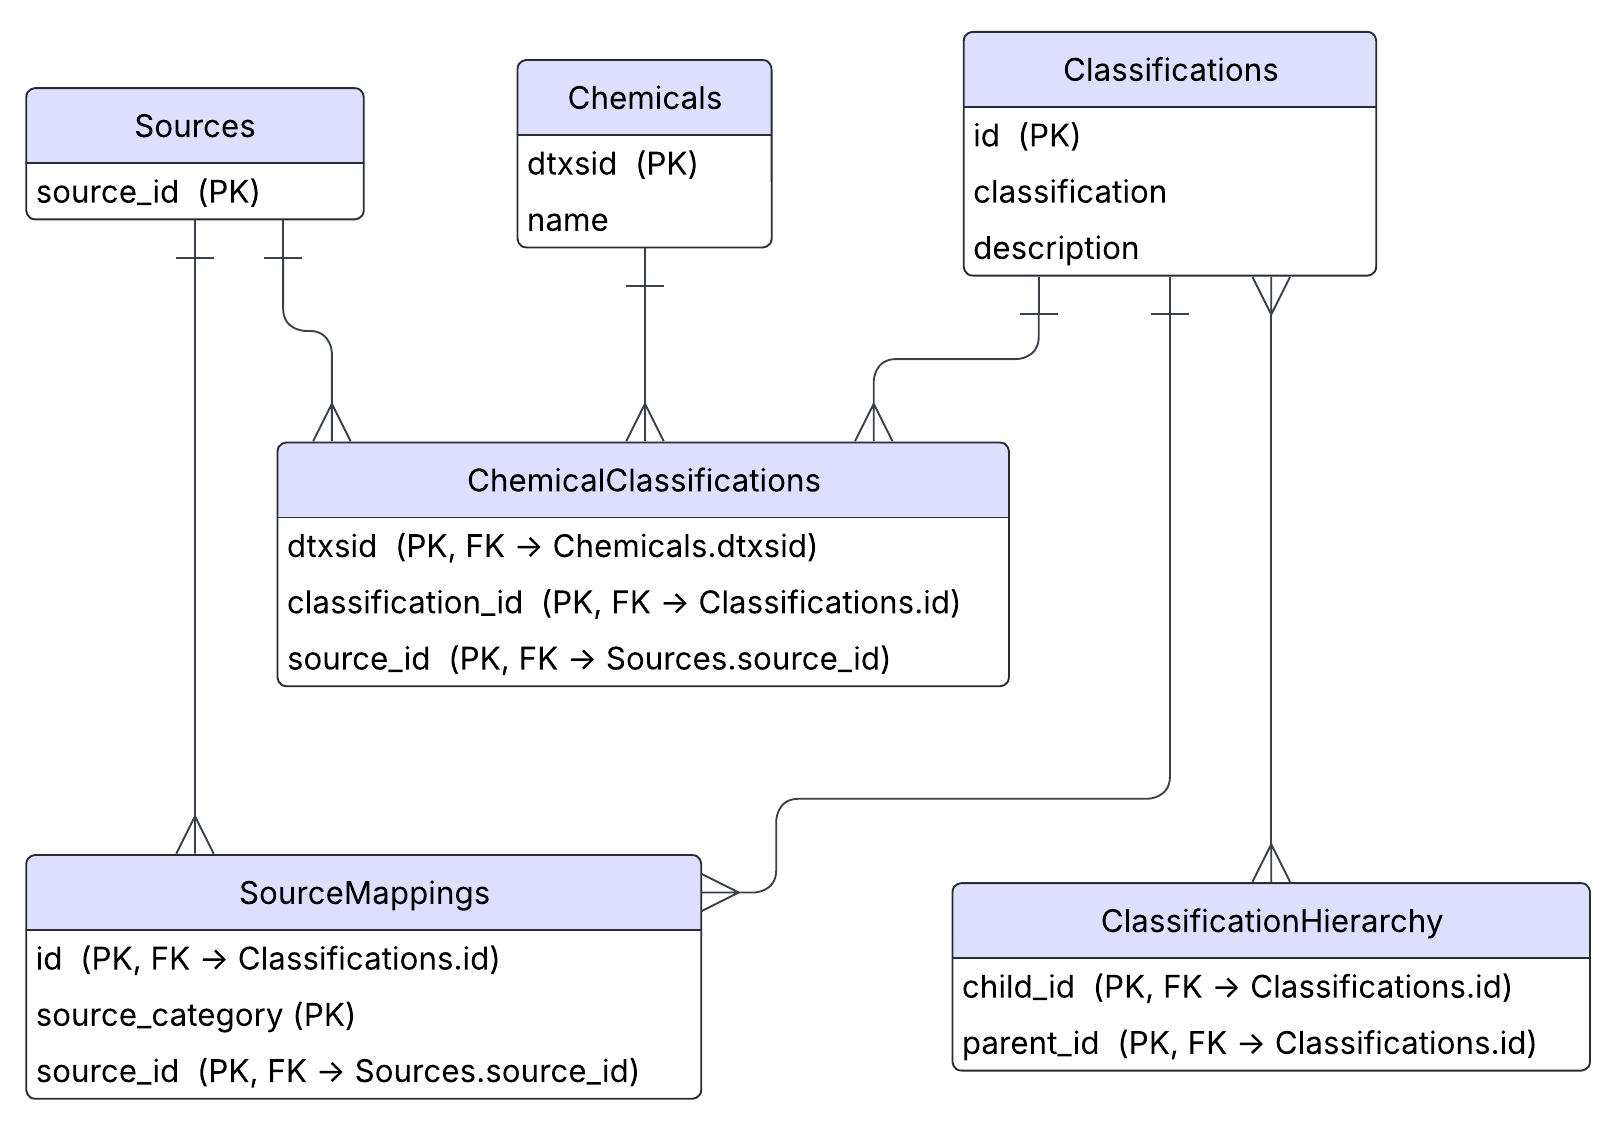 Sources
source_id (PK)
Chemicals
dtxsid (PK)
name
Classifications
id (PK)
classification
description
ChemicalClassifications
dtxsid (PK, FK → Chemicals.dtxsid)
classification_id (PK, FK → Classifications.id)
source_id (PK, FK → Sources.source_id)
SourceMappings
id (PK, FK → Classifications.id)
source_category (PK)
source_id (PK, FK → Sources.source_id)
ClassificationHierarchy
child_id (PK, FK → Classifications.id)
parent_id (PK, FK → Classifications.id)